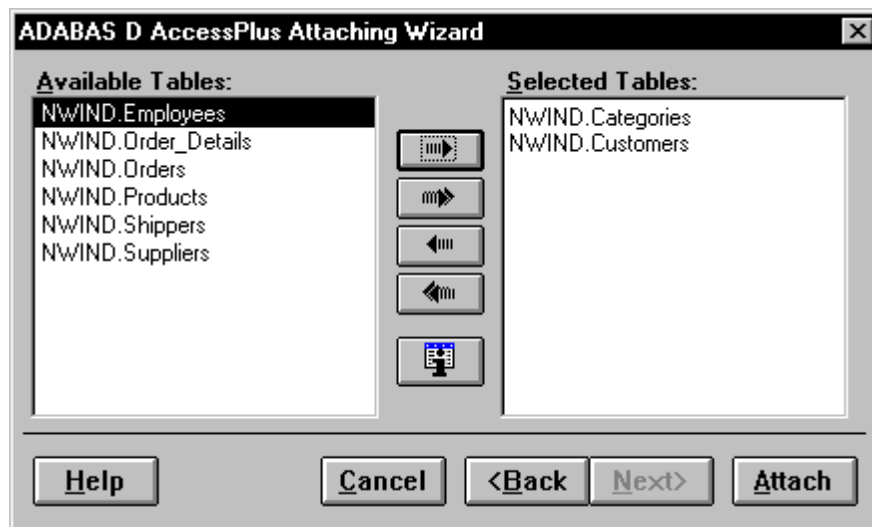 ADABAS D AccessPlus Attaching Wizard
Available Tables:
NWIND.Employees
NWIND.Order_Details
NWIND.Orders
NWIND.Products
NWIND.Shippers
NWIND.Suppliers
Selected Tables:
NWIND.Categories
NWIND.Customers
Help
Cancel
<Back
Next>
Attach